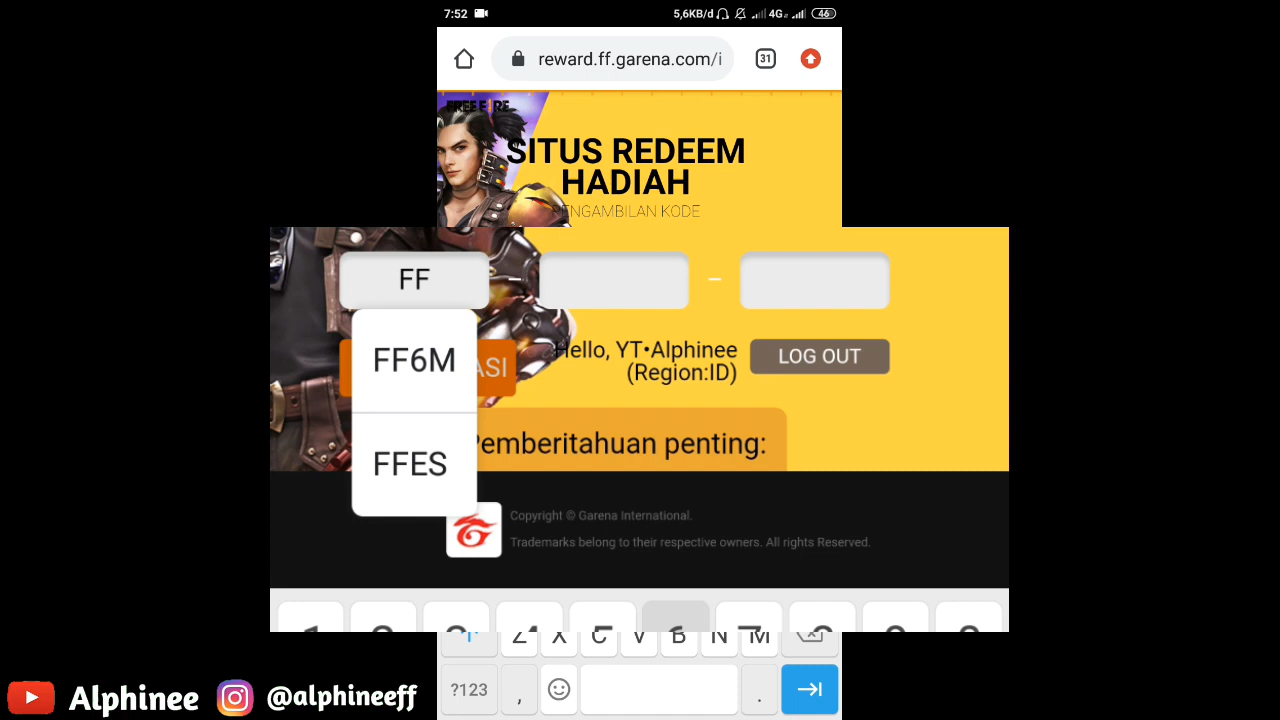 7:52 5,6KB/d 4G 46
reward.ff.garena.com/i 31
FREE FIRE
SITUS REDEEM
HADIAH
PENGAMBILAN KODE
FF – –
FF6M
FFES
ASI
Hello, YT•Alphinee
(Region:ID)
LOG OUT
Pemberitahuan penting:
Copyright © Garena International.
Trademarks belong to their respective owners. All rights Reserved.
Z X C V B N M
?123 , .
Alphinee @alphineeff